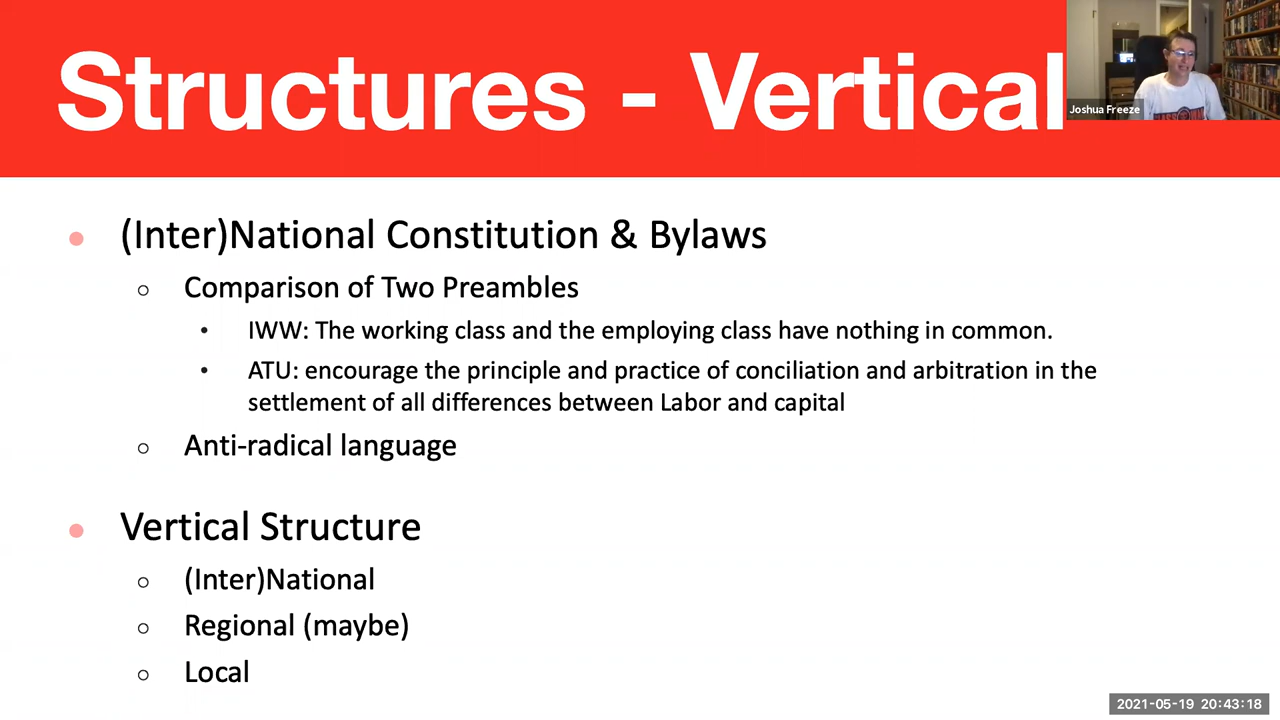 Structures - Vertical
Joshua Freeze
(Inter)National Constitution & Bylaws
Comparison of Two Preambles
IWW: The working class and the employing class have nothing in common.
ATU: encourage the principle and practice of conciliation and arbitration in the
settlement of all differences between Labor and capital
Anti-radical language
Vertical Structure
(Inter)National
Regional (maybe)
Local
2021-05-19 20:43:18